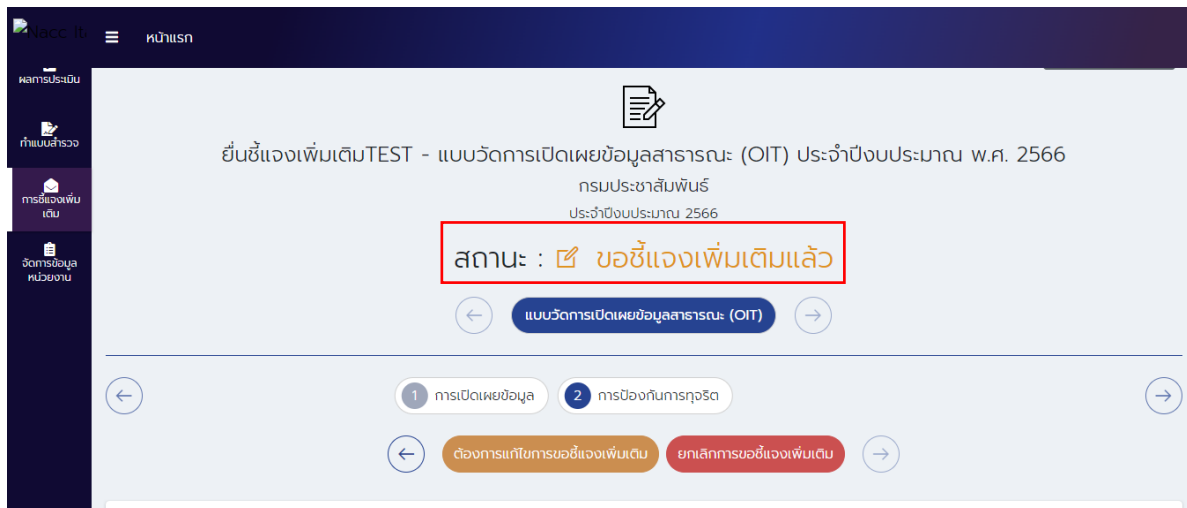 Nacc It
หน้าแรก
ผลการประเมิน
ทำแบบสำรวจ
การชี้แจงเพิ่ม
เติม
จัดการข้อมูล
หน่วยงาน
ยื่นชี้แจงเพิ่มเติมTEST - แบบวัดการเปิดเผยข้อมูลสาธารณะ (OIT) ประจำปีงบประมาณ พ.ศ. 2566
กรมประชาสัมพันธ์
ประจำปีงบประมาณ 2566
สถานะ : ขอชี้แจงเพิ่มเติมแล้ว
แบบวัดการเปิดเผยข้อมูลสาธารณะ (OIT)
1 การเปิดเผยข้อมูล 2 การป้องกันการทุจริต
ต้องการแก้ไขการขอชี้แจงเพิ่มเติม ยกเลิกการขอชี้แจงเพิ่มเติม